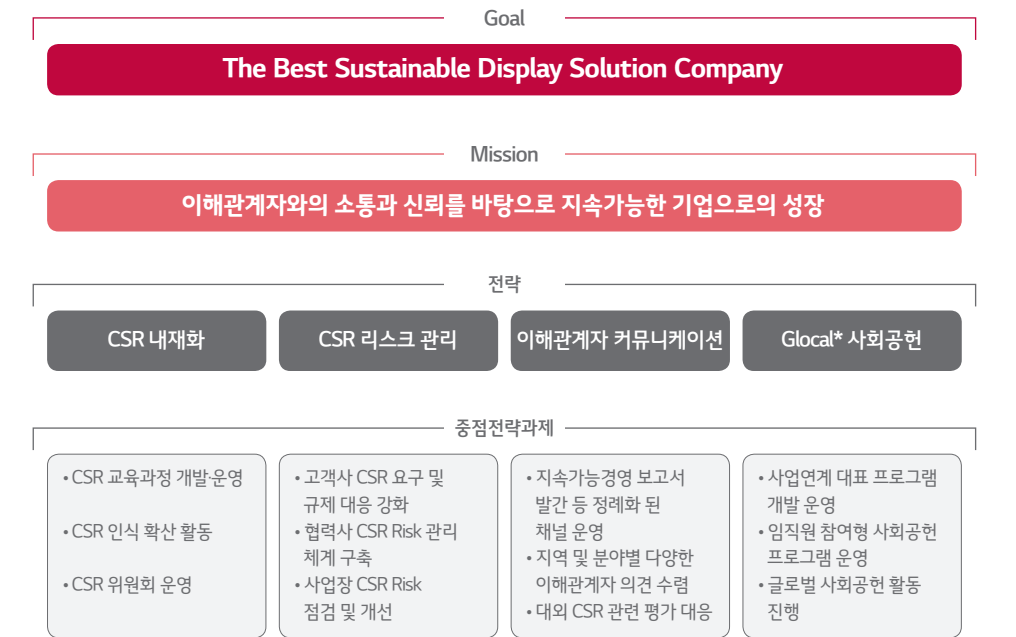 Goal
The Best Sustainable Display Solution Company
Mission
이해관계자와의 소통과 신뢰를 바탕으로 지속가능한 기업으로의 성장
전략
CSR 내재화
CSR 리스크 관리
이해관계자 커뮤니케이션
Glocal* 사회공헌
중점전략과제
• CSR 교육과정 개발·운영
• CSR 인식 확산 활동
• CSR 위원회 운영
• 고객사 CSR 요구 및
규제 대응 강화
• 협력사 CSR Risk 관리
체계 구축
• 사업장 CSR Risk
점검 및 개선
• 지속가능경영 보고서
발간 등 정례화 된
채널 운영
• 지역 및 분야별 다양한
이해관계자 의견 수렴
• 대외 CSR 관련 평가 대응
• 사업연계 대표 프로그램
개발 운영
• 임직원 참여형 사회공헌
프로그램 운영
• 글로벌 사회공헌 활동
진행